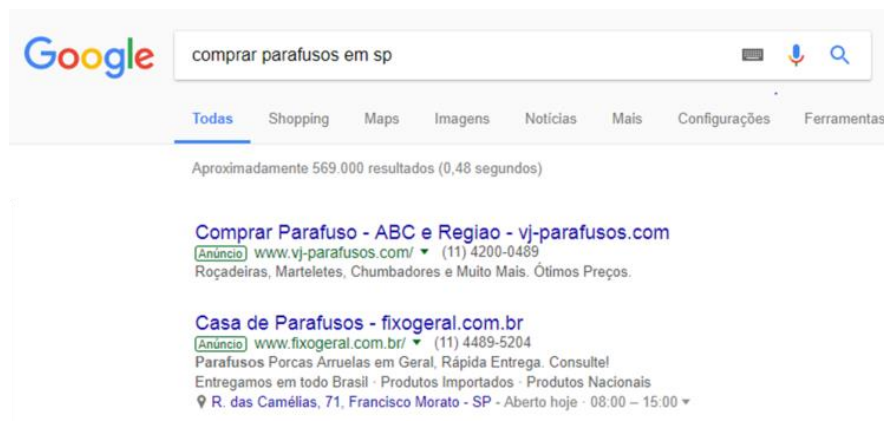 Google comprar parafusos em sp
Todas Shopping Maps Imagens Notícias Mais Configurações Ferramentas
Aproximadamente 569.000 resultados (0,48 segundos)
Comprar Parafuso - ABC e Regiao - vj-parafusos.com
Anúncio www.vj-parafusos.com/ (11) 4200-0489
Roçadeiras, Marteletes, Chumbadores e Muito Mais. Ótimos Preços.
Casa de Parafusos - fixogeral.com.br
Anúncio www.fixogeral.com.br/ (11) 4489-5204
Parafusos Porcas Arruelas em Geral, Rápida Entrega. Consulte!
Entregamos em todo Brasil · Produtos Importados · Produtos Nacionais
R. das Camélias, 71, Francisco Morato - SP - Aberto hoje · 08:00 – 15:00